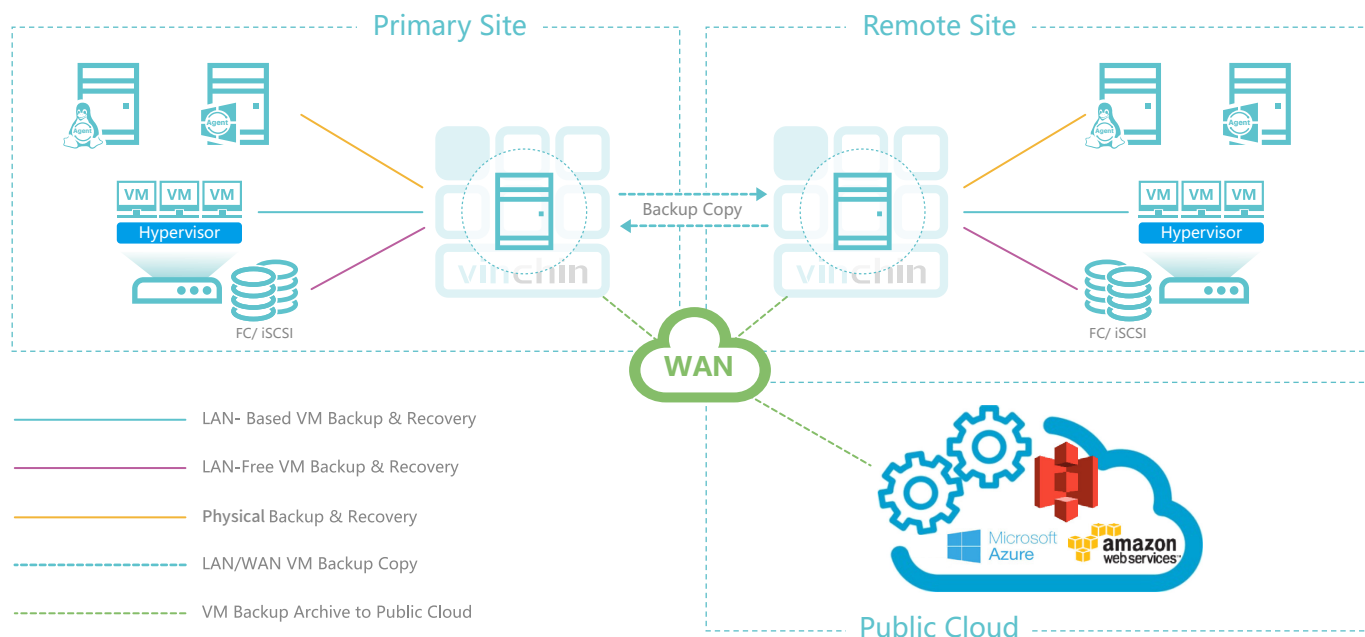 Primary Site
Remote Site
Agent
Agent
Agent
Agent
VM VM VM
Hypervisor
VM VM VM
Hypervisor
Backup Copy
vinchin
vinchin
FC/ iSCSI
FC/ iSCSI
WAN
LAN- Based VM Backup & Recovery
LAN-Free VM Backup & Recovery
Physical Backup & Recovery
LAN/WAN VM Backup Copy
VM Backup Archive to Public Cloud
Microsoft
Azure
amazon
webservices™
Public Cloud